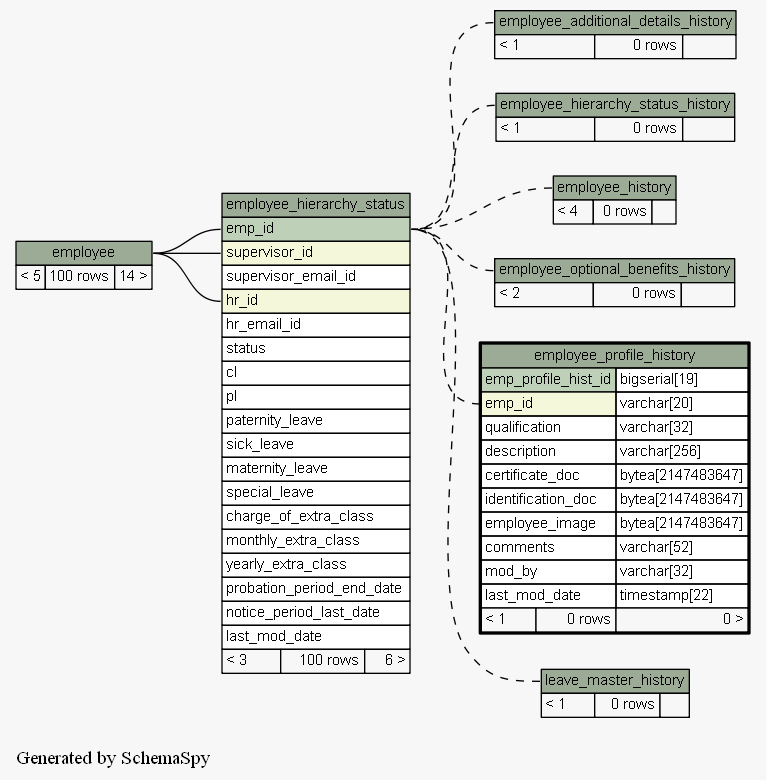 employee_additional_details_history
< 1 0 rows
employee_hierarchy_status_history
< 1 0 rows
employee_history
< 4 0 rows
employee_optional_benefits_history
< 2 0 rows
employee
< 5 100 rows 14 >
employee_hierarchy_status
emp_id
supervisor_id
supervisor_email_id
hr_id
hr_email_id
status
cl
pl
paternity_leave
sick_leave
maternity_leave
special_leave
charge_of_extra_class
monthly_extra_class
yearly_extra_class
probation_period_end_date
notice_period_last_date
last_mod_date
< 3 100 rows 6 >
employee_profile_history
emp_profile_hist_id bigserial[19]
emp_id varchar[20]
qualification varchar[32]
description varchar[256]
certificate_doc bytea[2147483647]
identification_doc bytea[2147483647]
employee_image bytea[2147483647]
comments varchar[52]
mod_by varchar[32]
last_mod_date timestamp[22]
< 1 0 rows 0 >
leave_master_history
< 1 0 rows
Generated by SchemaSpy